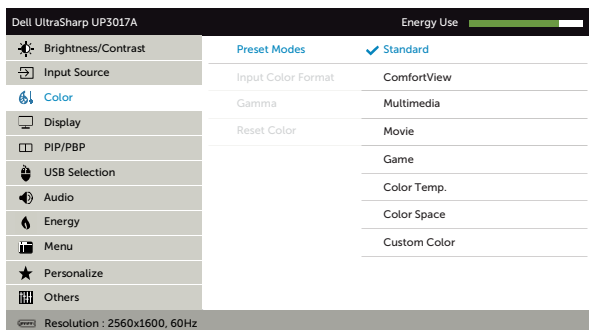 Dell UltraSharp UP3017A Energy Use
Brightness/Contrast Preset Modes Standard
Input Source Input Color Format ComfortView
Color Gamma Multimedia
Display Reset Color Movie
PIP/PBP Game
USB Selection Color Temp.
Audio Color Space
Energy Custom Color
Menu
Personalize
Others
Resolution : 2560x1600, 60Hz